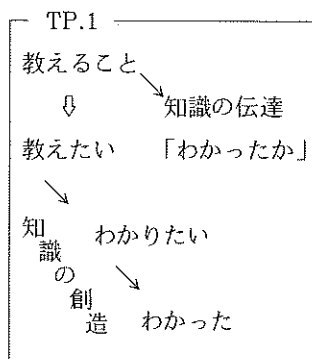 TP.1
教えること
知識の伝達
教えたい 「わかったか」
わかりたい
知識の創造
わかった